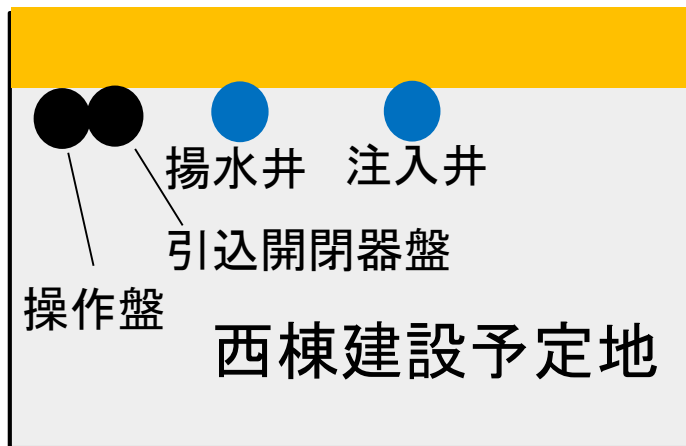 揚水井
注入井
引込開閉器盤
操作盤
西棟建設予定地